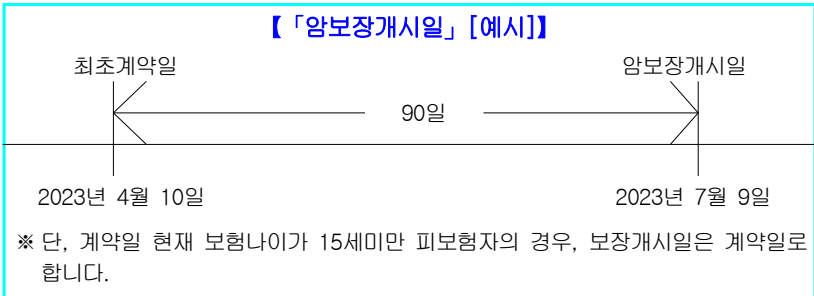 【「암보장개시일」[예시]】
최초계약일 암보장개시일
90일
2023년 4월 10일 2023년 7월 9일
※ 단, 계약일 현재 보험나이가 15세미만 피보험자의 경우, 보장개시일은 계약일로
합니다.